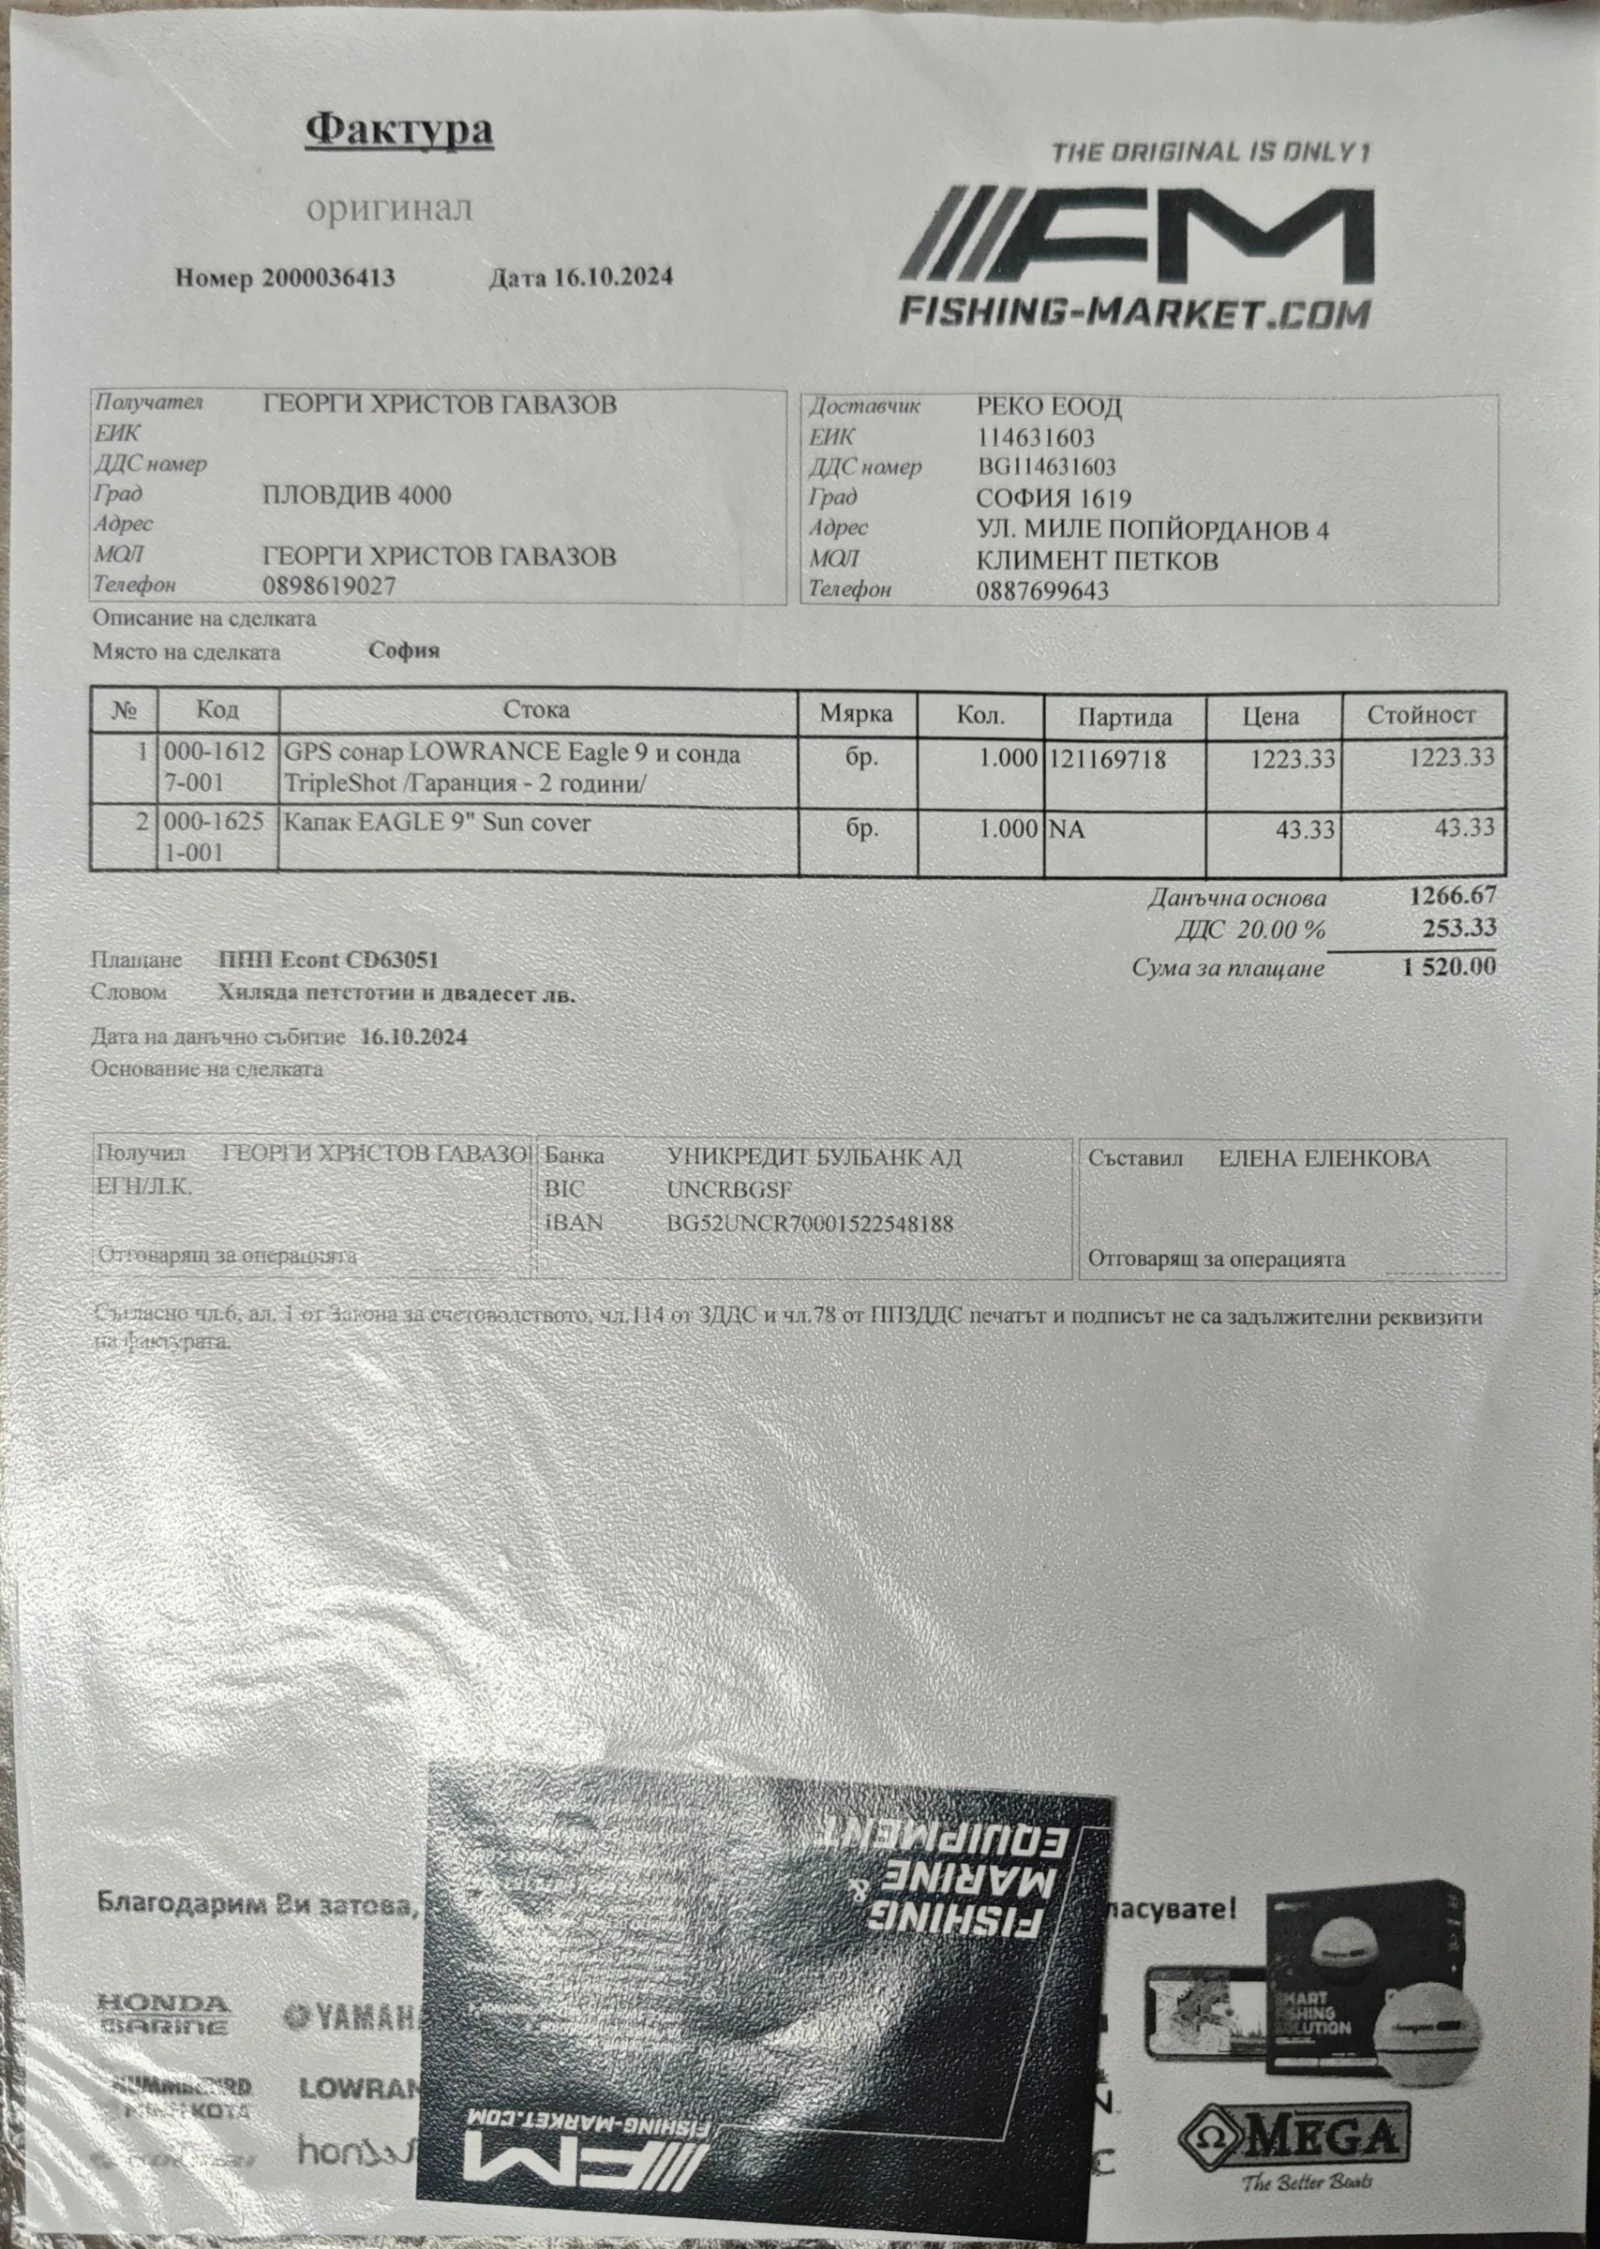 Фактура
оригинал
Номер 2000036413 Дата 16.10.2024
THE ORIGINAL IS ONLY 1
FM
FISHING-MARKET.COM
Получател ГЕОРГИ ХРИСТОВ ГАВАЗОВ
ЕИК
ДДС номер
Град ПЛОВДИВ 4000
Адрес
МОЛ ГЕОРГИ ХРИСТОВ ГАВАЗОВ
Телефон 0898619027
Доставчик РЕКО ЕООД
ЕИК 114631603
ДДС номер BG114631603
Град СОФИЯ 1619
Адрес УЛ. МИЛЕ ПОПЙОРДАНОВ 4
МОЛ КЛИМЕНТ ПЕТКОВ
Телефон 0887699643
Описание на сделката
Място на сделката София
№ Код Стока Мярка Кол. Партида Цена Стойност
1 000-1612 GPS сонар LOWRANCE Eagle 9 и сонда бр. 1.000 121169718 1223.33 1223.33
7-001 TripleShot /Гаранция - 2 години/
2 000-1625 Капак EAGLE 9" Sun cover бр. 1.000 NA 43.33 43.33
1-001
Данъчна основа 1266.67
ДДС 20.00 % 253.33
Сума за плащане 1 520.00
Плащане ППП Econt CD63051
Словом Хиляда петстотин и двадесет лв.
Дата на данъчно събитие 16.10.2024
Основание на сделката
Получил ГЕОРГИ ХРИСТОВ ГАВАЗО
ЕГН/Л.К.
Отговарящ за операцията
Банка УНИКРЕДИТ БУЛБАНК АД
BIC UNCRBGSF
IBAN BG52UNCR70001522548188
Съставил ЕЛЕНА ЕЛЕНКОВА
Отговарящ за операцията
Съгласно чл.6, ал. 1 от Закона за счетоводството, чл.114 от ЗДДС и чл.78 от ППЗДДС печатът и подписът не са задължителни реквизити
на фактурата.
FISHING
MARINE &
EQUIPMENT
FM
FISHING-MARKET.COM
Благодарим Ви затова, ласувате!
HONDA
MARINE
YAMAHA
HUMMINBIRD
MINN KOTA
LOWRAN
SMART
FISHING
SOLUTION
MEGA
The Better Boats